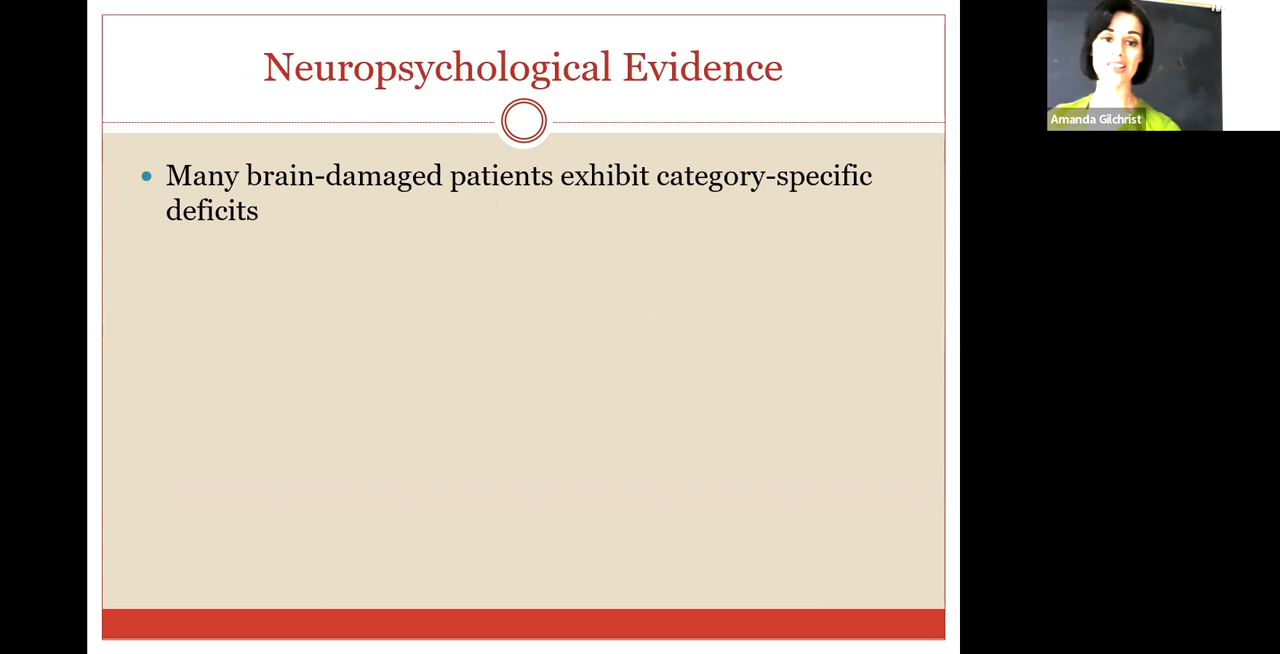 Neuropsychological Evidence
Many brain-damaged patients exhibit category-specific
deficits
Amanda Gilchrist